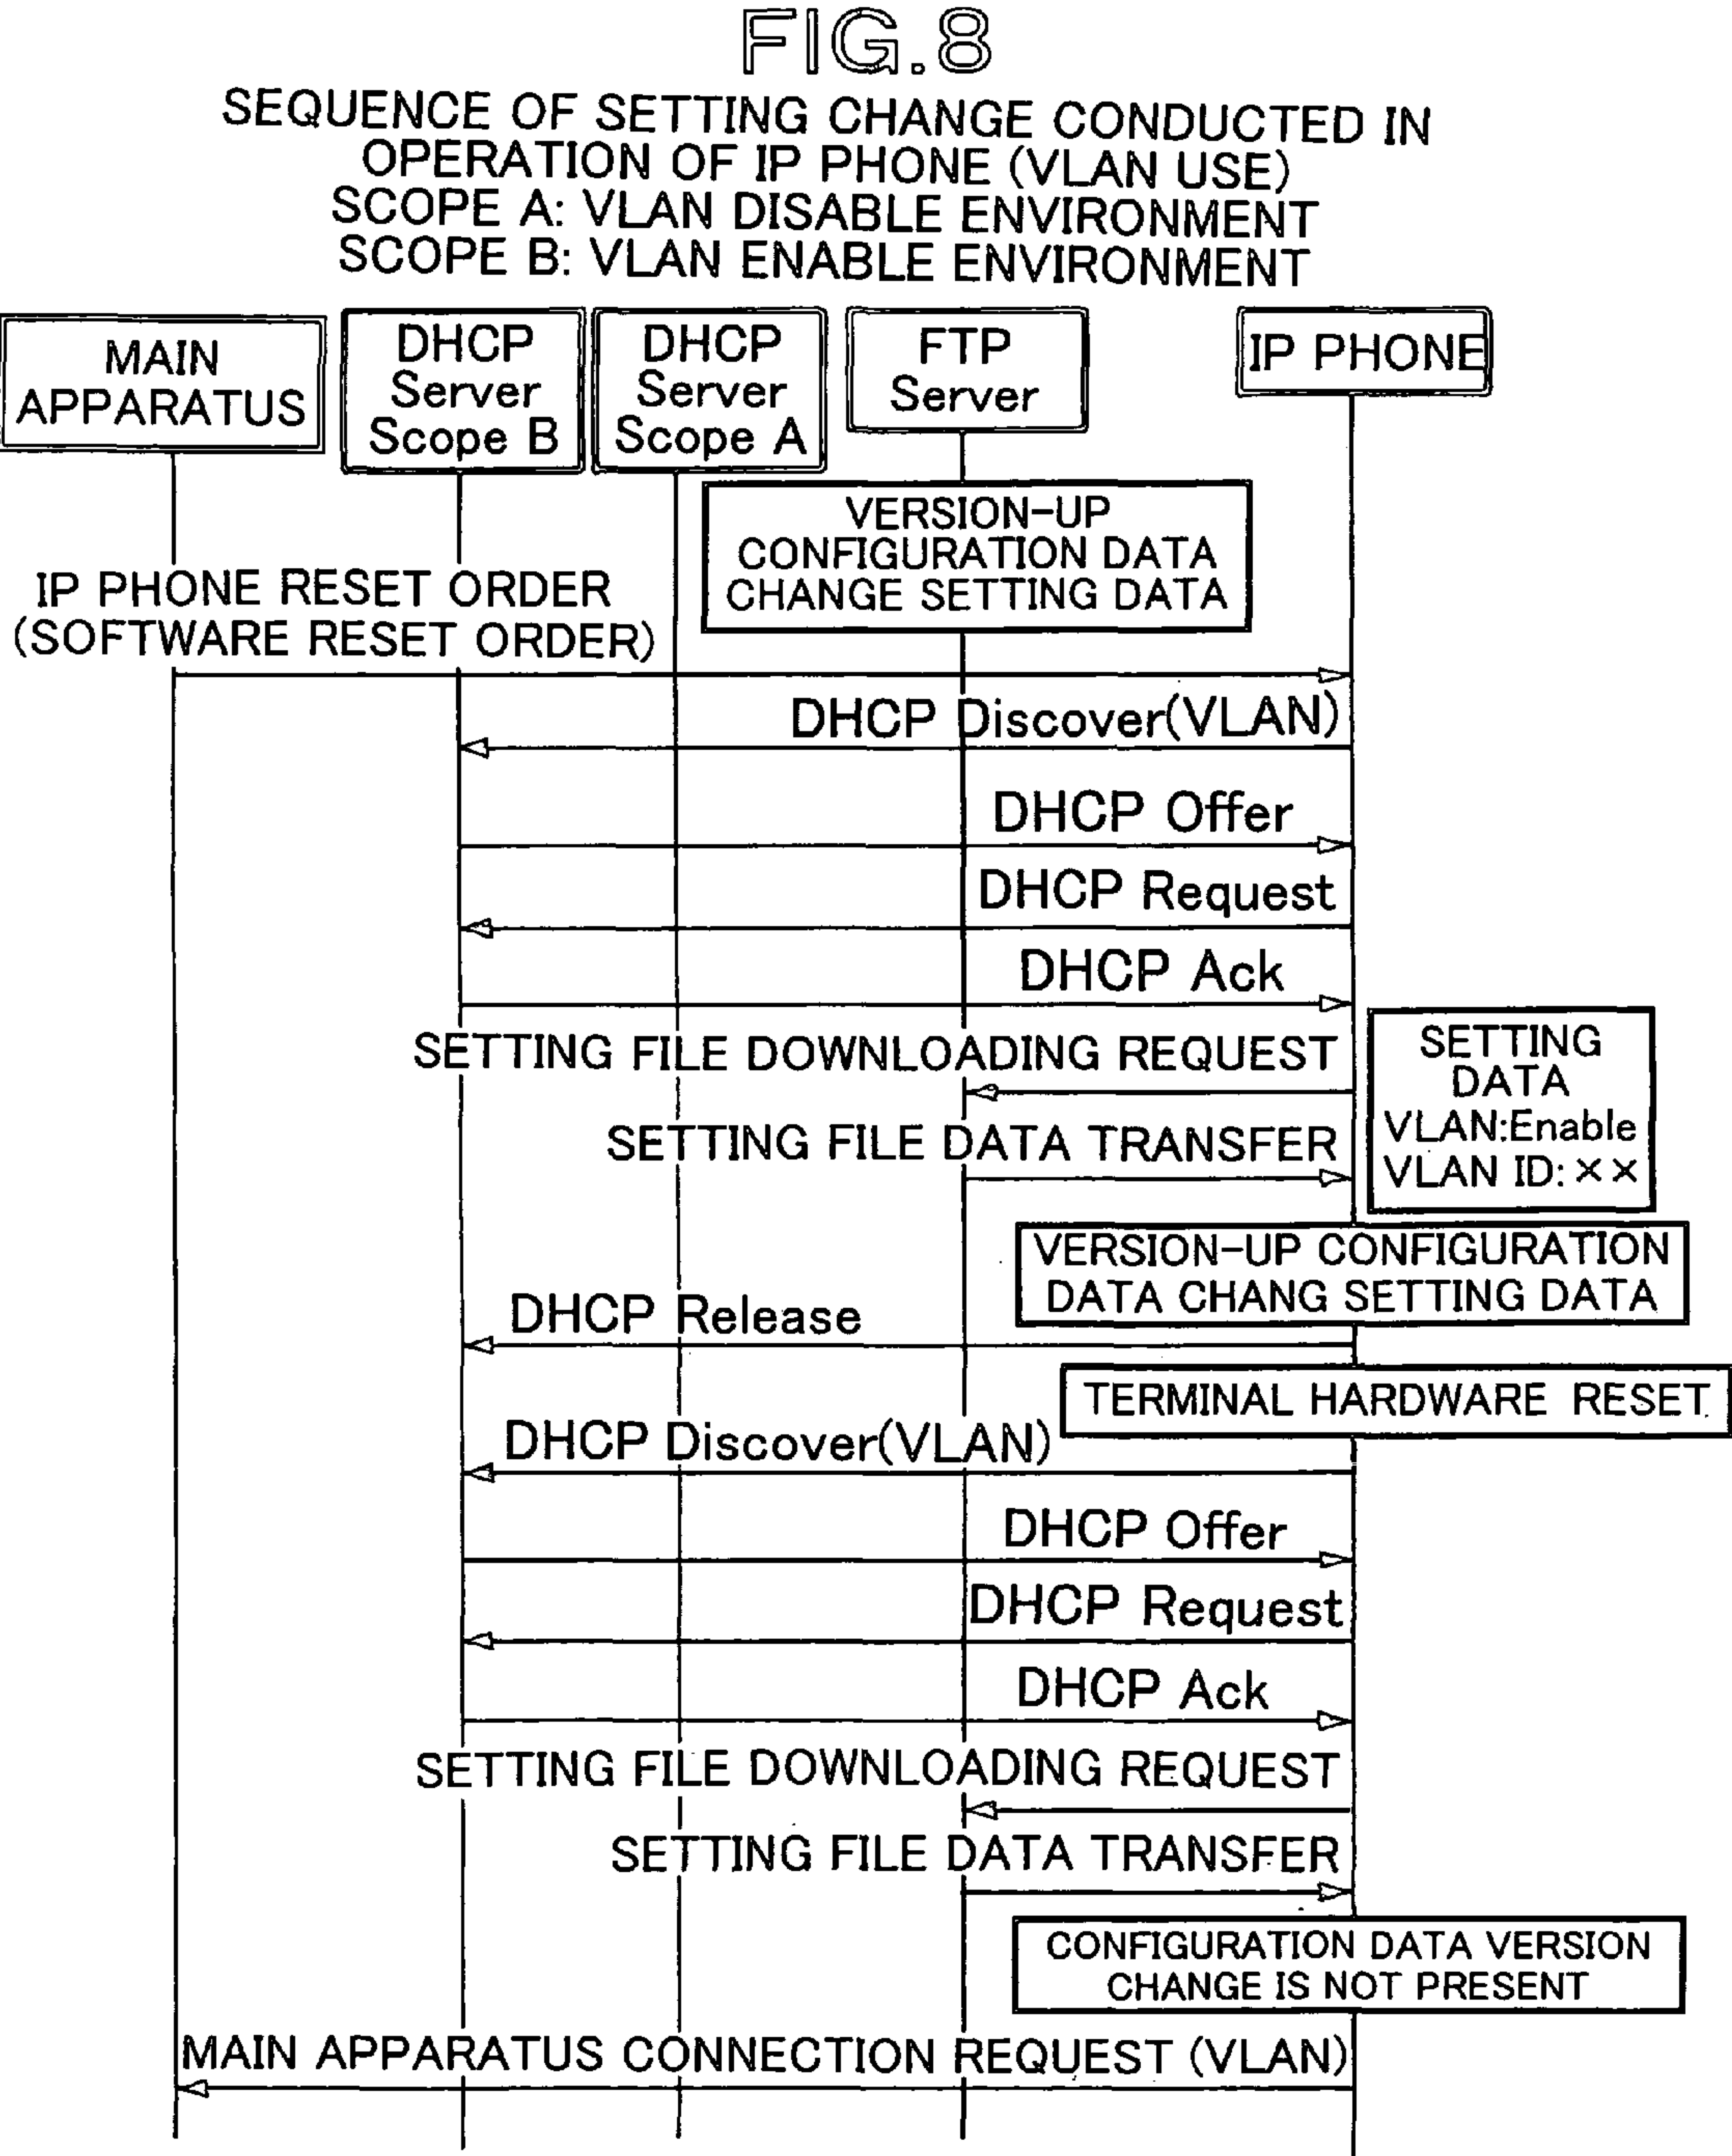 FIG.8
SEQUENCE OF SETTING CHANGE CONDUCTED IN
OPERATION OF IP PHONE (VLAN USE)
SCOPE A: VLAN DISABLE ENVIRONMENT
SCOPE B: VLAN ENABLE ENVIRONMENT
MAIN
APPARATUS
DHCP
Server
Scope B
DHCP
Server
Scope A
FTP
Server
IP PHONE
VERSION-UP
CONFIGURATION DATA
CHANGE SETTING DATA
IP PHONE RESET ORDER
(SOFTWARE RESET ORDER)
DHCP Discover(VLAN)
DHCP Offer
DHCP Request
DHCP Ack
SETTING FILE DOWNLOADING REQUEST
SETTING
DATA
VLAN:Enable
VLAN ID:××
SETTING FILE DATA TRANSFER
VERSION-UP CONFIGURATION
DATA CHANG SETTING DATA
DHCP Release
TERMINAL HARDWARE RESET
DHCP Discover(VLAN)
DHCP Offer
DHCP Request
DHCP Ack
SETTING FILE DOWNLOADING REQUEST
SETTING FILE DATA TRANSFER
CONFIGURATION DATA VERSION
CHANGE IS NOT PRESENT
MAIN APPARATUS CONNECTION REQUEST (VLAN)